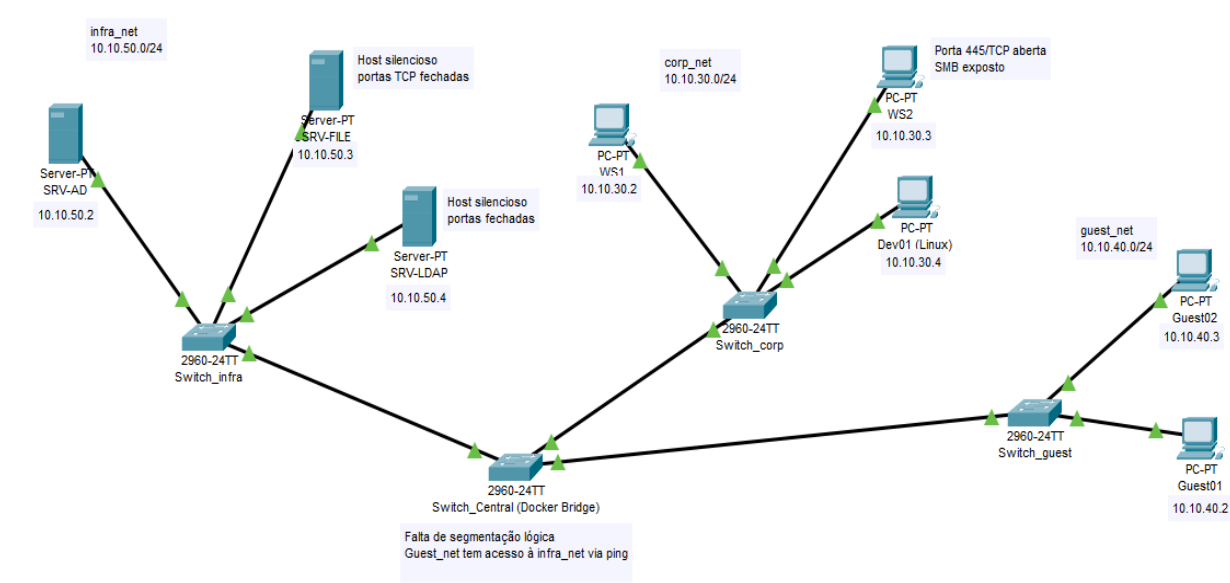 infra_net
10.10.50.0/24
Host silencioso
portas TCP fechadas
Server-PT
SRV-FILE
10.10.50.3
Server-PT
SRV-AD
10.10.50.2
Host silencioso
portas fechadas
Server-PT
SRV-LDAP
10.10.50.4
2960-24TT
Switch_infra
corp_net
10.10.30.0/24
Porta 445/TCP aberta
SMB exposto
PC-PT
WS2
10.10.30.3
PC-PT
WS1
10.10.30.2
PC-PT
Dev01 (Linux)
10.10.30.4
2960-24TT
Switch_corp
guest_net
10.10.40.0/24
PC-PT
Guest02
10.10.40.3
2960-24TT
Switch_guest
PC-PT
Guest01
10.10.40.2
2960-24TT
Switch_Central (Docker Bridge)
Falta de segmentação lógica
Guest_net tem acesso à infra_net via ping